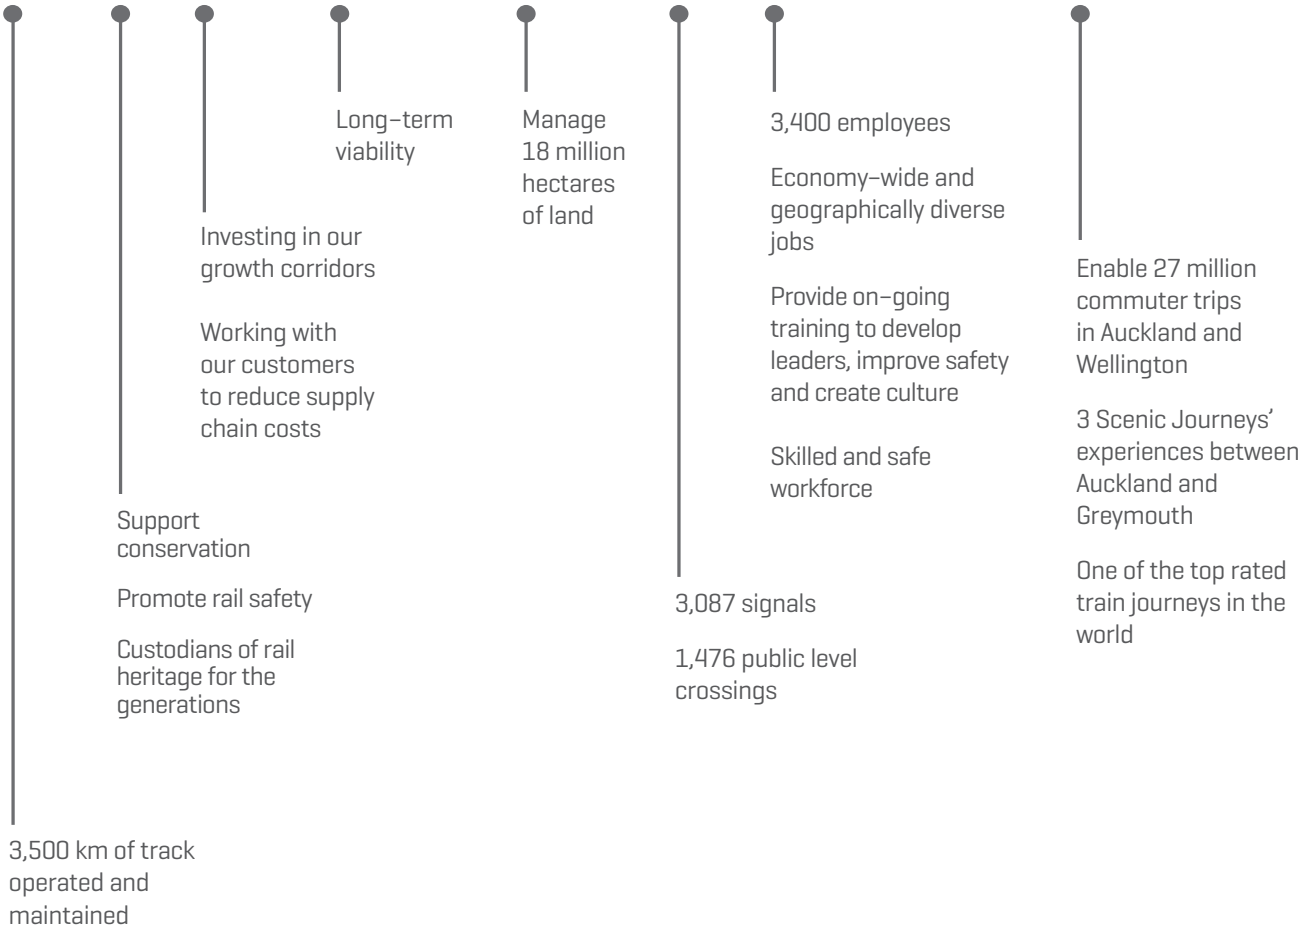 Long-term
viability
Manage
18 million
hectares
of land
3,400 employees
Economy-wide and
geographically diverse
jobs
Provide on-going
training to develop
leaders, improve safety
and create culture
Skilled and safe
workforce
Investing in our
growth corridors
Working with
our customers
to reduce supply
chain costs
Enable 27 million
commuter trips
in Auckland and
Wellington
3 Scenic Journeys’
experiences between
Auckland and
Greymouth
One of the top rated
train journeys in the
world
Support
conservation
Promote rail safety
Custodians of rail
heritage for the
generations
3,087 signals
1,476 public level
crossings
3,500 km of track
operated and
maintained